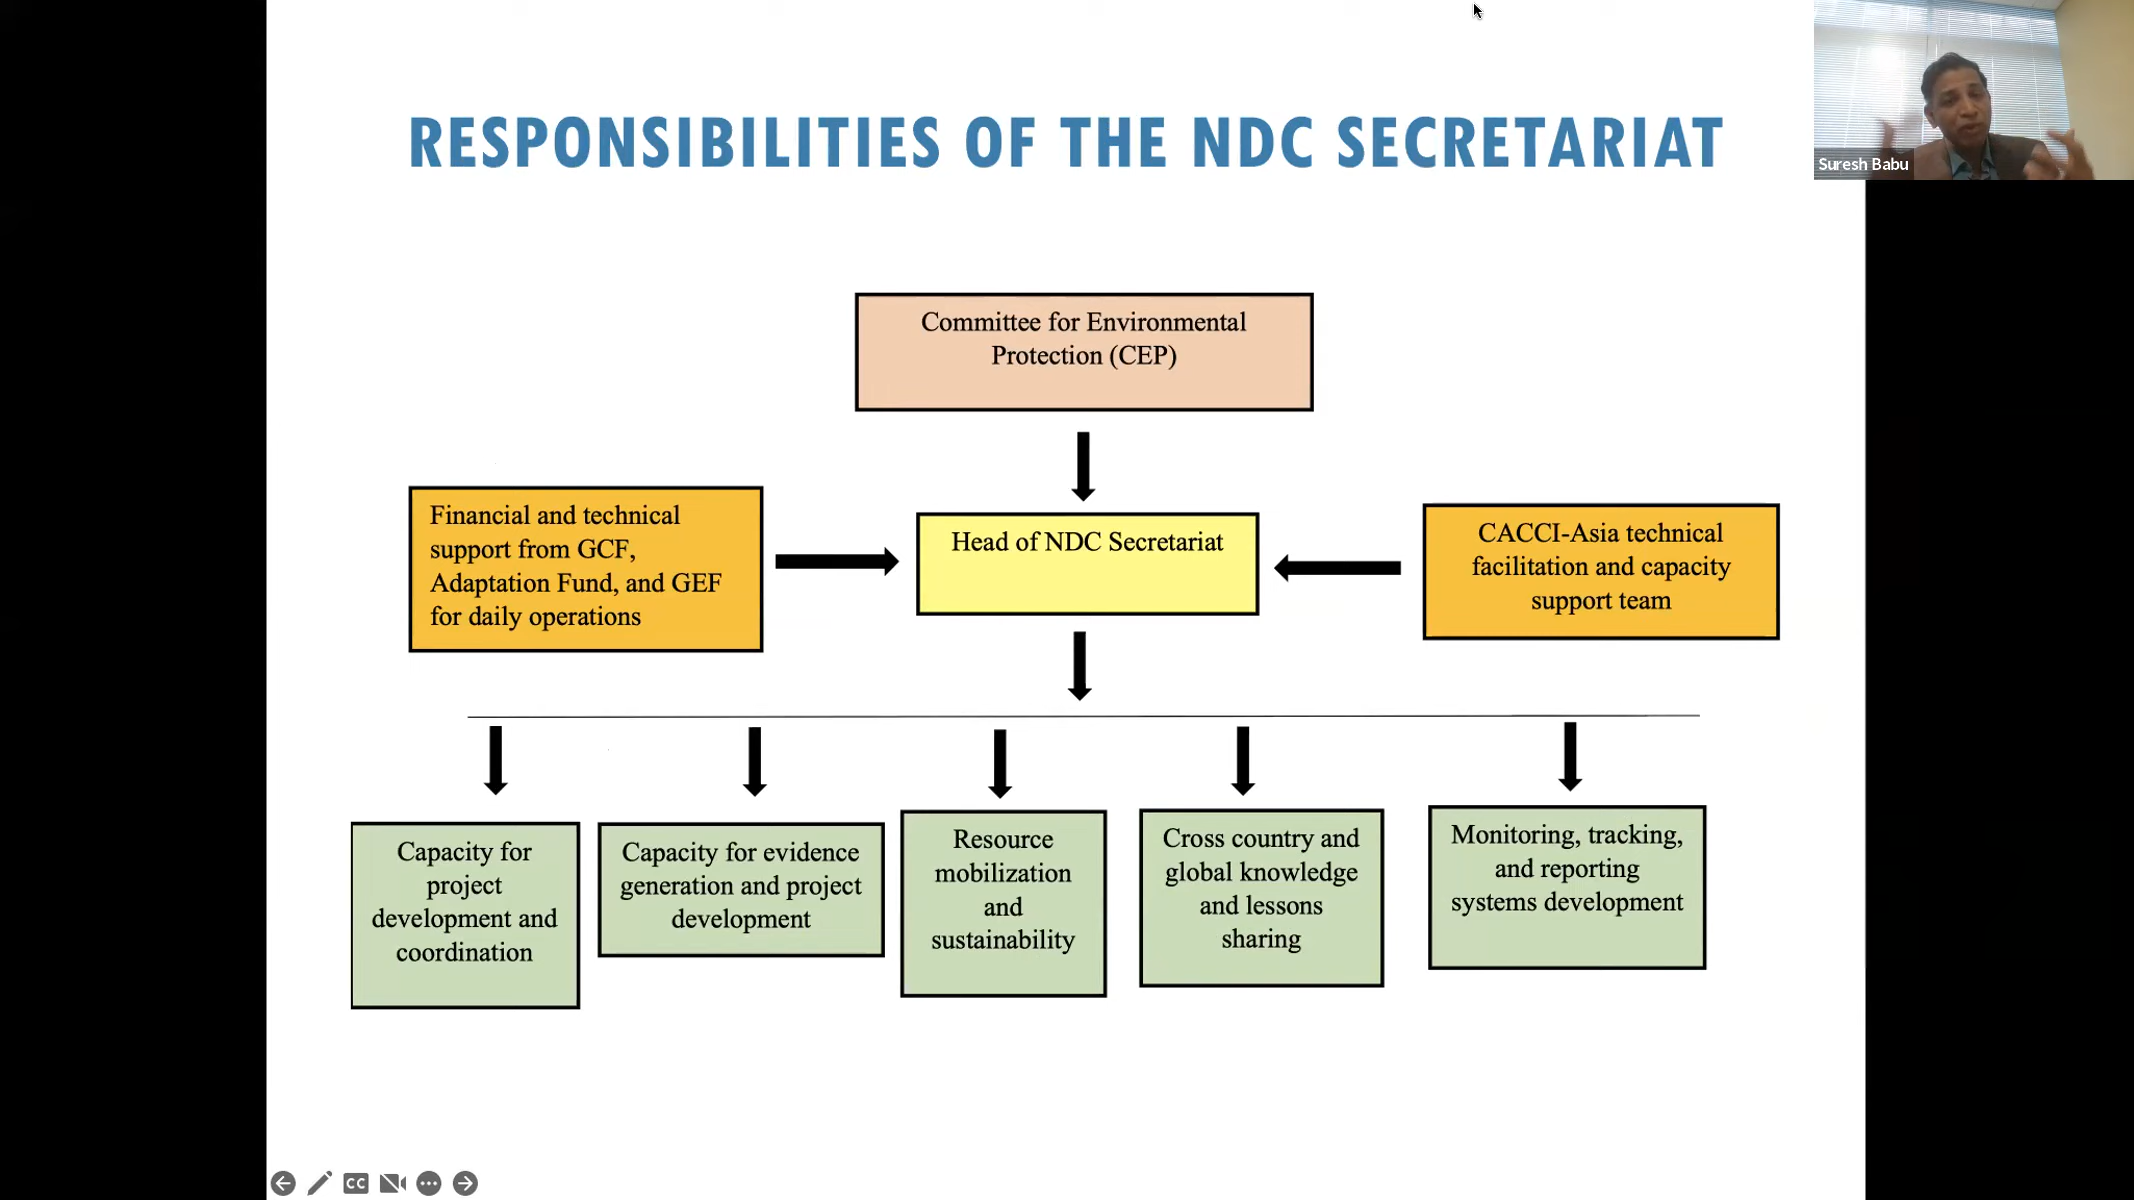 RESPONSIBILITIES OF THE NDC SECRETARIAT
Suresh Babu
Committee for Environmental
Protection (CEP)
Financial and technical
support from GCF,
Adaptation Fund, and GEF
for daily operations
Head of NDC Secretariat
CACCI-Asia technical
facilitation and capacity
support team
Capacity for
project
development and
coordination
Capacity for evidence
generation and project
development
Resource
mobilization
and
sustainability
Cross country and
global knowledge
and lessons
sharing
Monitoring, tracking,
and reporting
systems development
CC